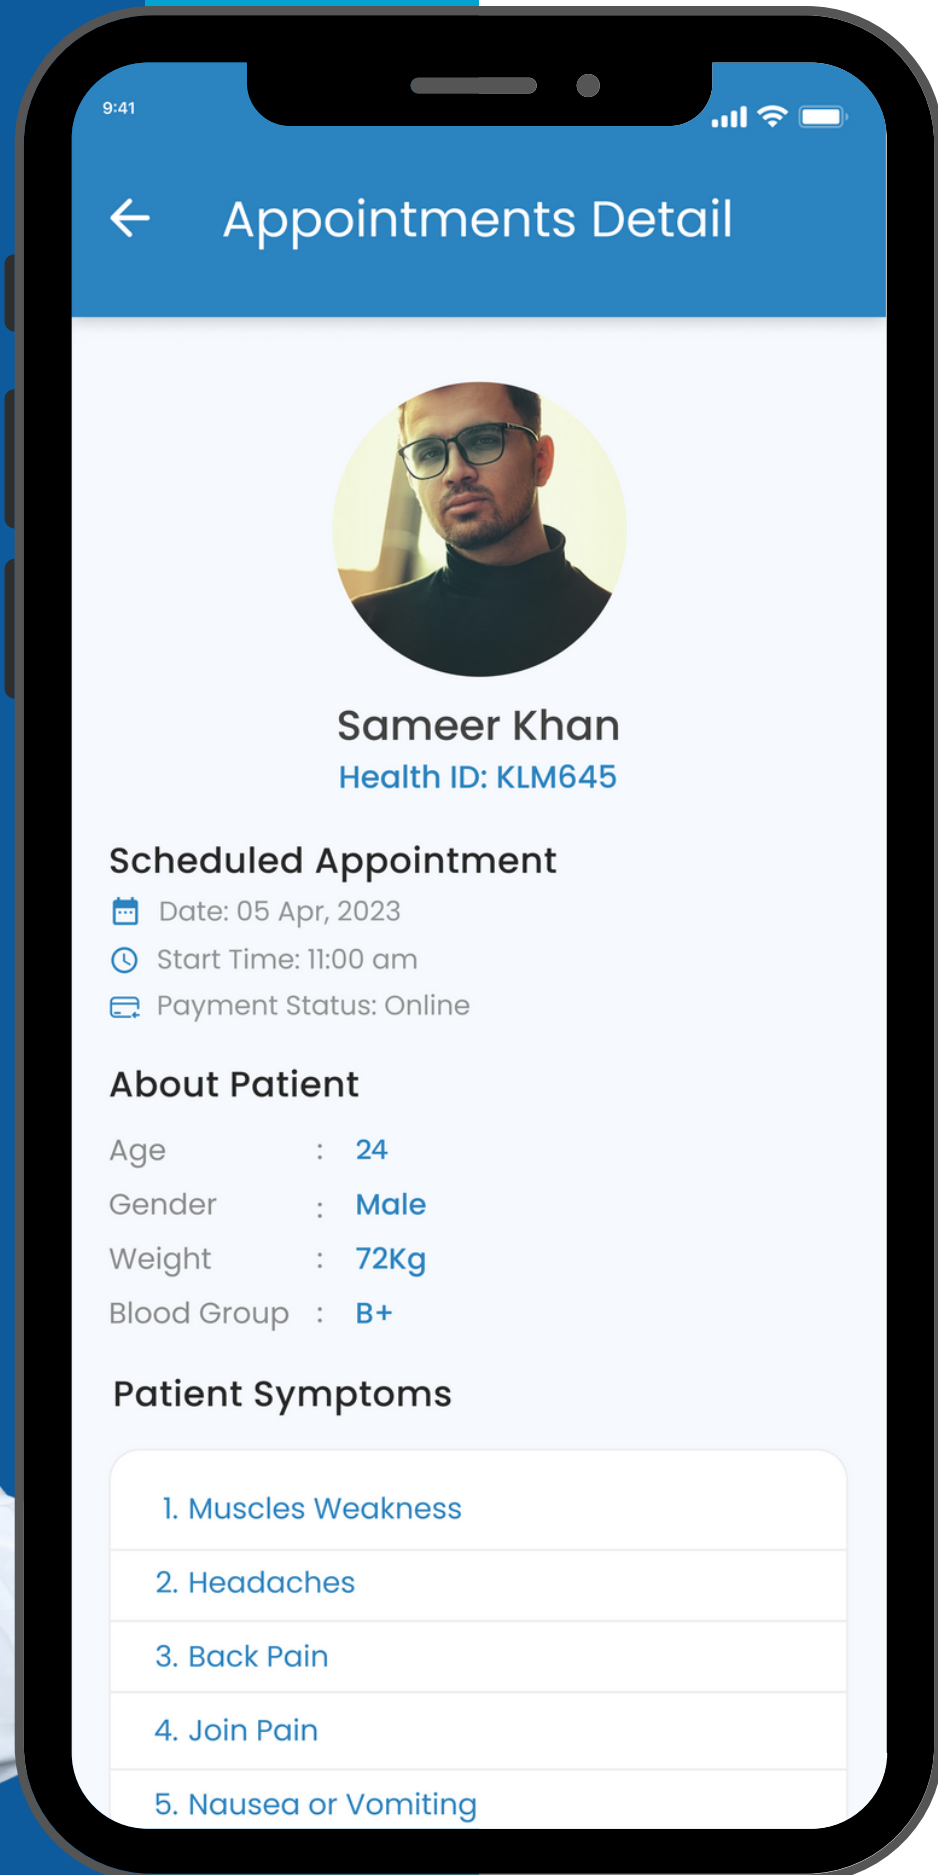 9:41
Appointments Detail
Sameer Khan
Health ID: KLM645
Scheduled Appointment
Date: 05 Apr, 2023
Start Time: 11:00 am
Payment Status: Online
About Patient
Age : 24
Gender : Male
Weight : 72Kg
Blood Group : B+
Patient Symptoms
1. Muscles Weakness
2. Headaches
3. Back Pain
4. Join Pain
5. Nausea or Vomiting